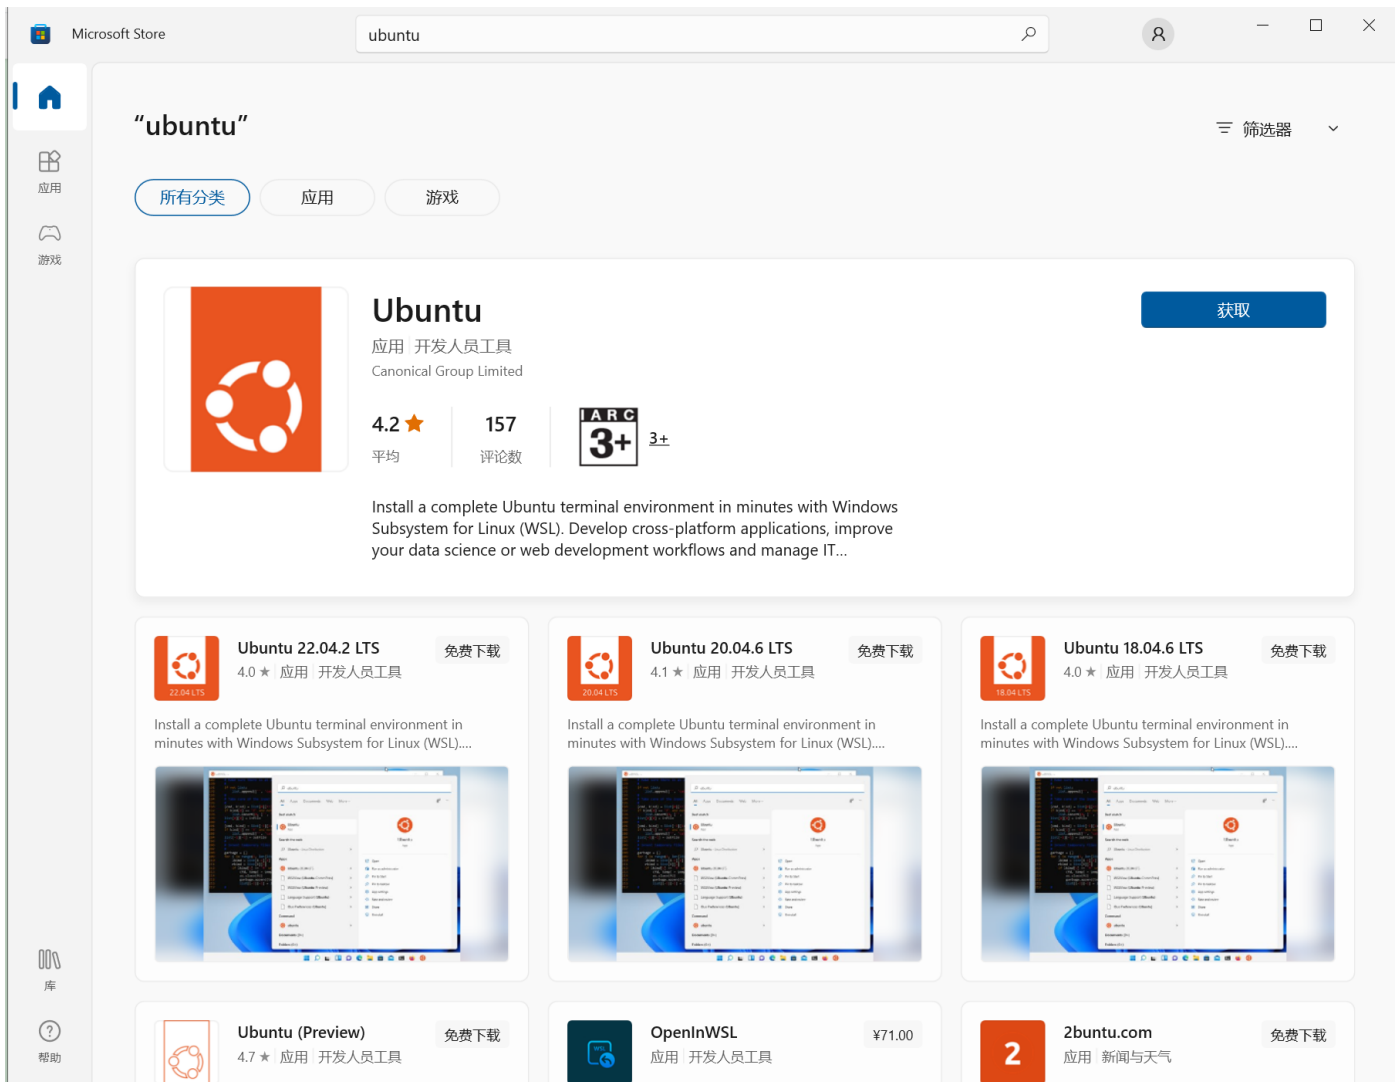 Microsoft Store
ubuntu
“ubuntu”
筛选器
所有分类
应用
游戏
应用
游戏
库
帮助
Ubuntu
获取
应用 开发人员工具
Canonical Group Limited
4.2 157
平均 评论数
IARC
3+
3+
Install a complete Ubuntu terminal environment in minutes with Windows
Subsystem for Linux (WSL). Develop cross-platform applications, improve
your data science or web development workflows and manage IT...
Ubuntu 22.04.2 LTS
免费下载
4.0 ★ 应用 开发人员工具
22.04 LTS
Install a complete Ubuntu terminal environment in
minutes with Windows Subsystem for Linux (WSL)....
Ubuntu 20.04.6 LTS
免费下载
4.1 ★ 应用 开发人员工具
20.04 LTS
Install a complete Ubuntu terminal environment in
minutes with Windows Subsystem for Linux (WSL)....
Ubuntu 18.04.6 LTS
免费下载
4.0 ★ 应用 开发人员工具
18.04 LTS
Install a complete Ubuntu terminal environment in
minutes with Windows Subsystem for Linux (WSL)....
Ubuntu (Preview)
免费下载
4.7 ★ 应用 开发人员工具
OpenInWSL
¥71.00
应用 开发人员工具
WSL
2buntu.com
免费下载
应用 新闻与天气
2